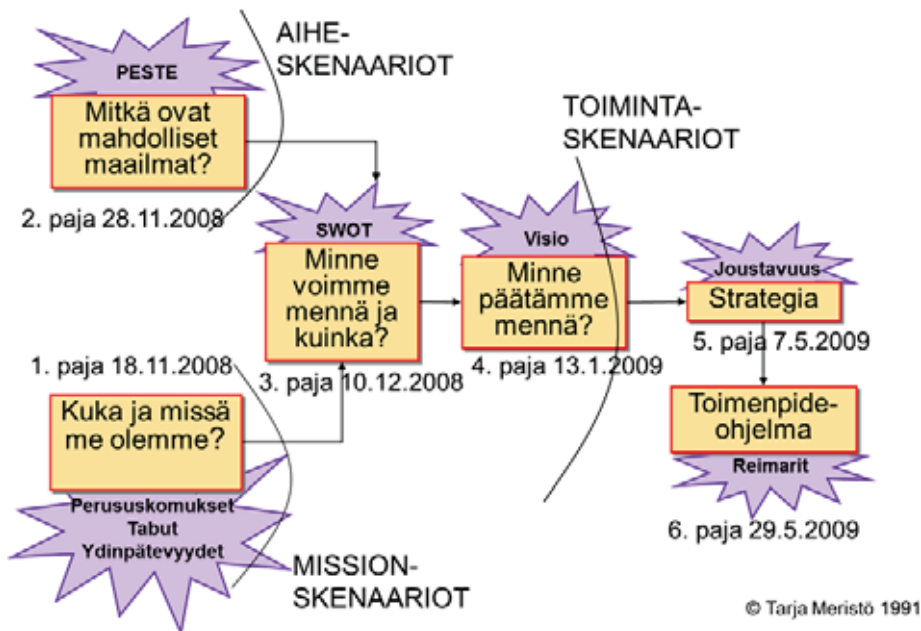 AIHE-
SKENAARIOT
PESTE
Mitkä ovat
mahdolliset
maailmat?
2. paja 28.11.2008
TOIMINTA-
SKENAARIOT
SWOT
Minne
voimme
mennä ja
kuinka?
3. paja 10.12.2008
Visio
Minne
päätämme
mennä?
4. paja 13.1.2009
Joustavuus
Strategia
5. paja 7.5.2009
1. paja 18.11.2008
Kuka ja missä
me olemme?
Perususkomukset
Tabut
Ydinpätevyydet
MISSION-
SKENAARIOT
Toimenpide-
ohjelma
Reimarit
6. paja 29.5.2009
© Tarja Meristö 1991